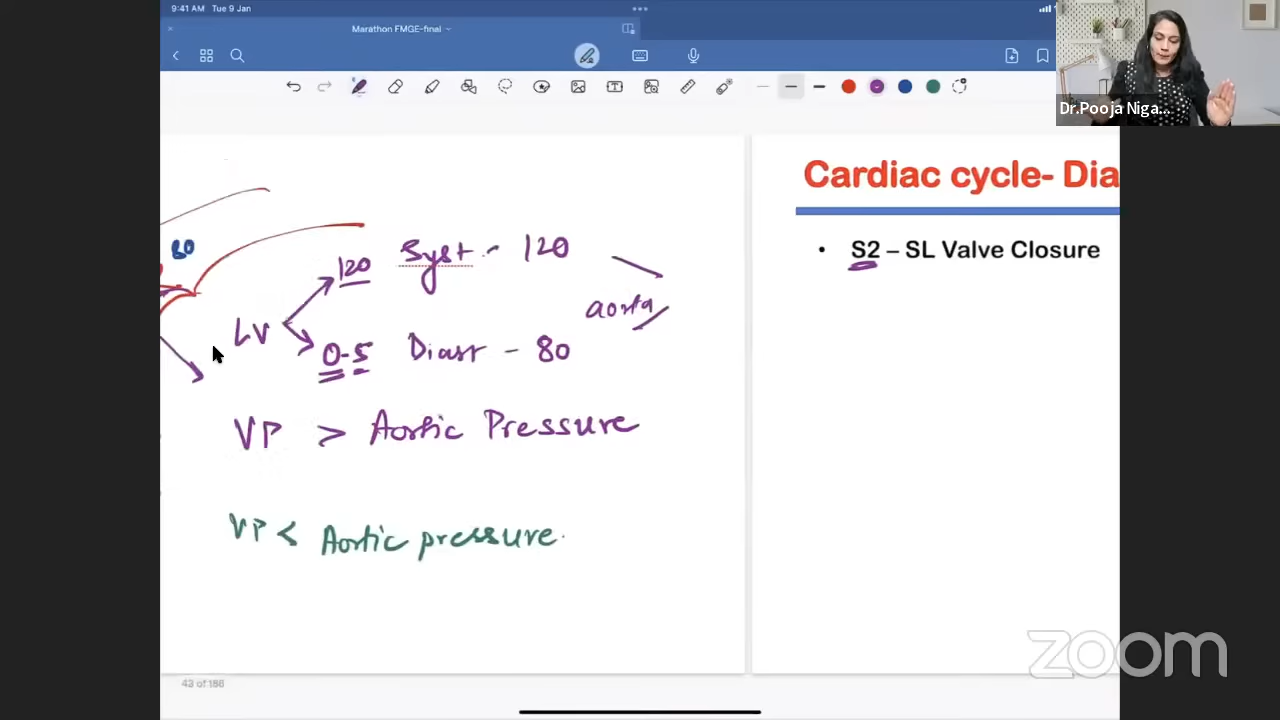 9:41 AM Tue 9 Jan
Marathon FMGE-final
Dr.Pooja Niga...
80
120 Syst - 120
aorta
LV
0-5 Diast - 80
VP > Aortic Pressure
VP < Aortic pressure.
43 of 186
Cardiac cycle- Dia
• S2 – SL Valve Closure
zoom